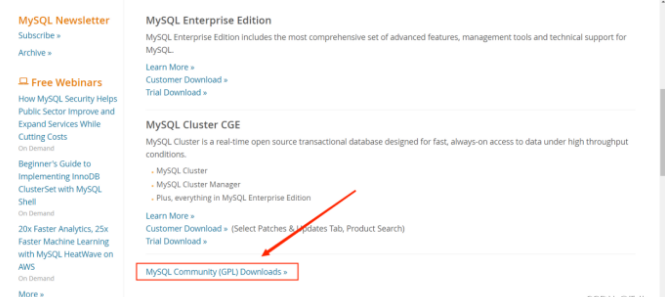 MySQL Newsletter
Subscribe »
Archive »
Free Webinars
How MySQL Security Helps
Public Sector Improve and
Expand Services While
Cutting Costs
On Demand
Beginner's Guide to
Implementing InnoDB
ClusterSet with MySQL
Shell
On Demand
20x Faster Analytics, 25x
Faster Machine Learning
with MySQL HeatWave on
AWS
On Demand
More »
MySQL Enterprise Edition
MySQL Enterprise Edition includes the most comprehensive set of advanced features, management tools and technical support for
MySQL.
Learn More »
Customer Download »
Trial Download »
MySQL Cluster CGE
MySQL Cluster is a real-time open source transactional database designed for fast, always-on access to data under high throughput
conditions.
MySQL Cluster
MySQL Cluster Manager
Plus, everything in MySQL Enterprise Edition
Learn More »
Customer Download » (Select Patches & Updates Tab, Product Search)
Trial Download »
MySQL Community (GPL) Downloads »